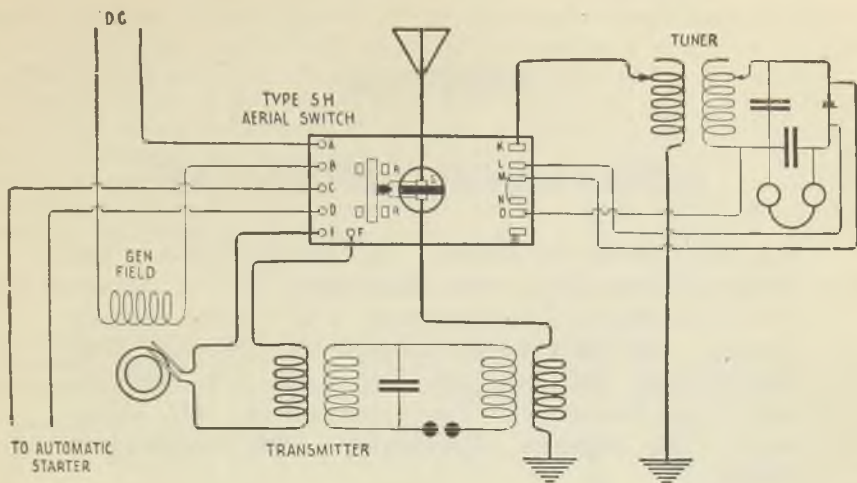 DC
TUNER
TYPE SH
AERIAL SWITCH
A
B
C
D
F
R
R
S
K
L
M
N
O
GEN
FIELD
TRANSMITTER
TO AUTOMATIC
STARTER